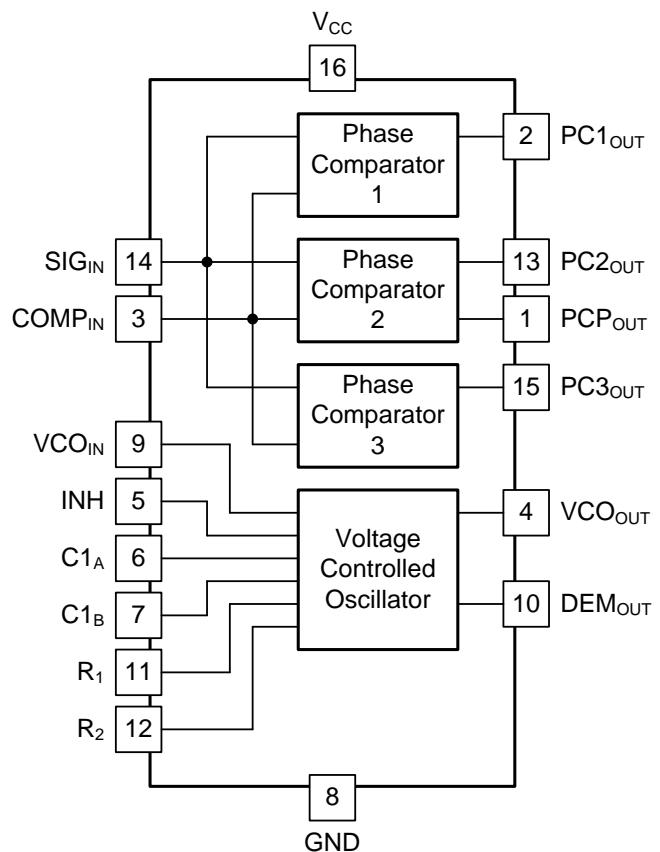 VCC
16
Phase
Comparator
1
2 PC1OUT
SIGIN 14
COMPIN 3
Phase
Comparator
2
13 PC2OUT
1 PCPOUT
Phase
Comparator
3
15 PC3OUT
VCOIN 9
INH 5
C1A 6
C1B 7
R1 11
R2 12
Voltage
Controlled
Oscillator
4 VCOOUT
10 DEMOUT
8
GND